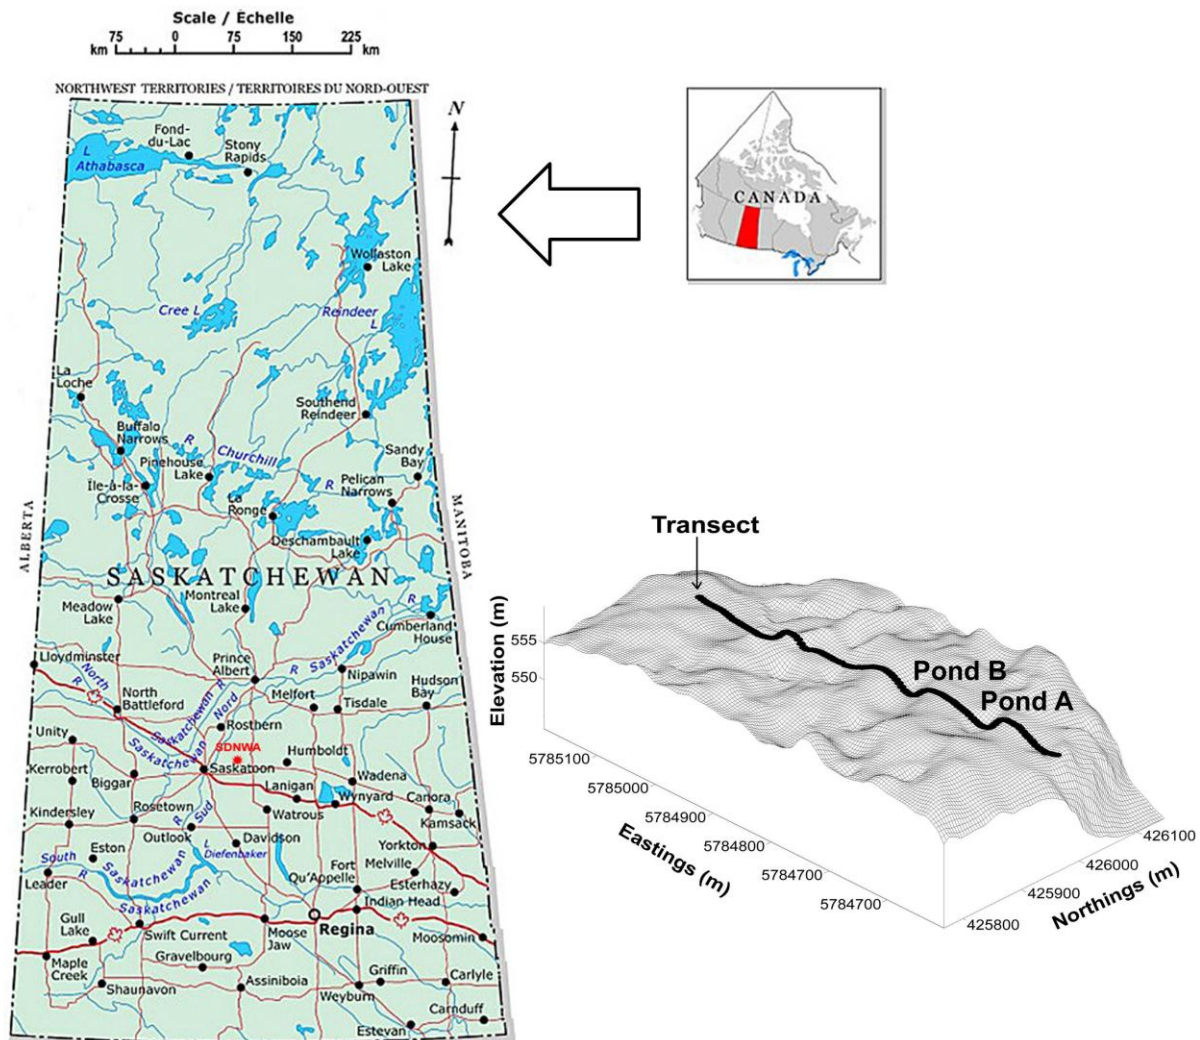 Scale / Échelle
75 0 75 150 225
km km
NORTHWEST TERRITORIES / TERRITOIRES DU NORD-OUEST
N
Fond-
du-Lac
Stony
Rapids
L
Athabasca
Wollaston
Lake
Cree L
Reindeer
L
La
Loche
Southend
Reindeer
Buffalo
Narrows
R
Churchill
R
Sandy
Bay
Pinehouse
Lake
Pelican
Narrows
Île-à-la-
Crosse
La
Ronge
Deschambault
Lake
ALBERTA
MANITOBA
SASKATCHEWAN
Meadow
Lake
Montreal
Lake
Saskatchewan
R
R
Cumberland
House
Lloydminster
North
R
Prince
Albert
Nipawin
Hudson
Bay
North
Battleford
Saskatchewan
R
Saskatchewan
Nord
Melfort
Tisdale
Rosthern
Unity
SDNWA
Humboldt
Kerrobert
Biggar
Saskatoon
Wadena
Lanigan
Wynyard
Canora
Kamsack
Kindersley
Rosetown
R
Sud
Watrous
Outlook
Davidson
Eston
L
Diefenbaker
Yorkton
Melville
South
R
Saskatchewan
Saskatchewan
Leader
Fort
Qu'Appelle
Esterhazy
Indian Head
Gull
Lake
Swift Current
Moose
Jaw
Regina
Moosomin
Maple
Creek
Gravelbourg
Shaunavon
Assiniboia
Griffin
Carlyle
Weyburn
Carnduff
Estevan
CANADA
Transect
Pond B
Pond A
Elevation (m)
555
550
5785100
5785000
5784900
5784800
5784700
5784700
Eastings (m)
426100
426000
425900
425800
Northings (m)